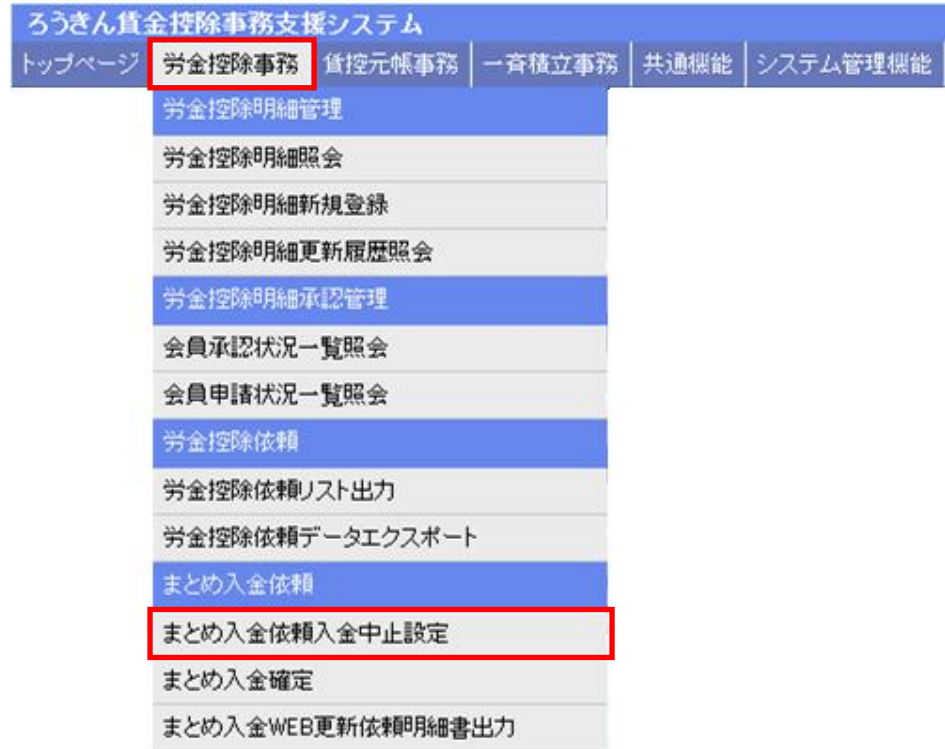 ろうきん賃金控除事務支援システム
トップページ 労金控除事務 賃控元帳事務 一斉積立事務 共通機能 システム管理機能
労金控除明細管理
労金控除明細照会
労金控除明細新規登録
労金控除明細更新履歴照会
労金控除明細承認管理
会員承認状況一覧照会
会員申請状況一覧照会
労金控除依頼
労金控除依頼リスト出力
労金控除依頼データエクスポート
まとめ入金依頼
まとめ入金依頼入金中止設定
まとめ入金確定
まとめ入金WEB更新依頼明細書出力